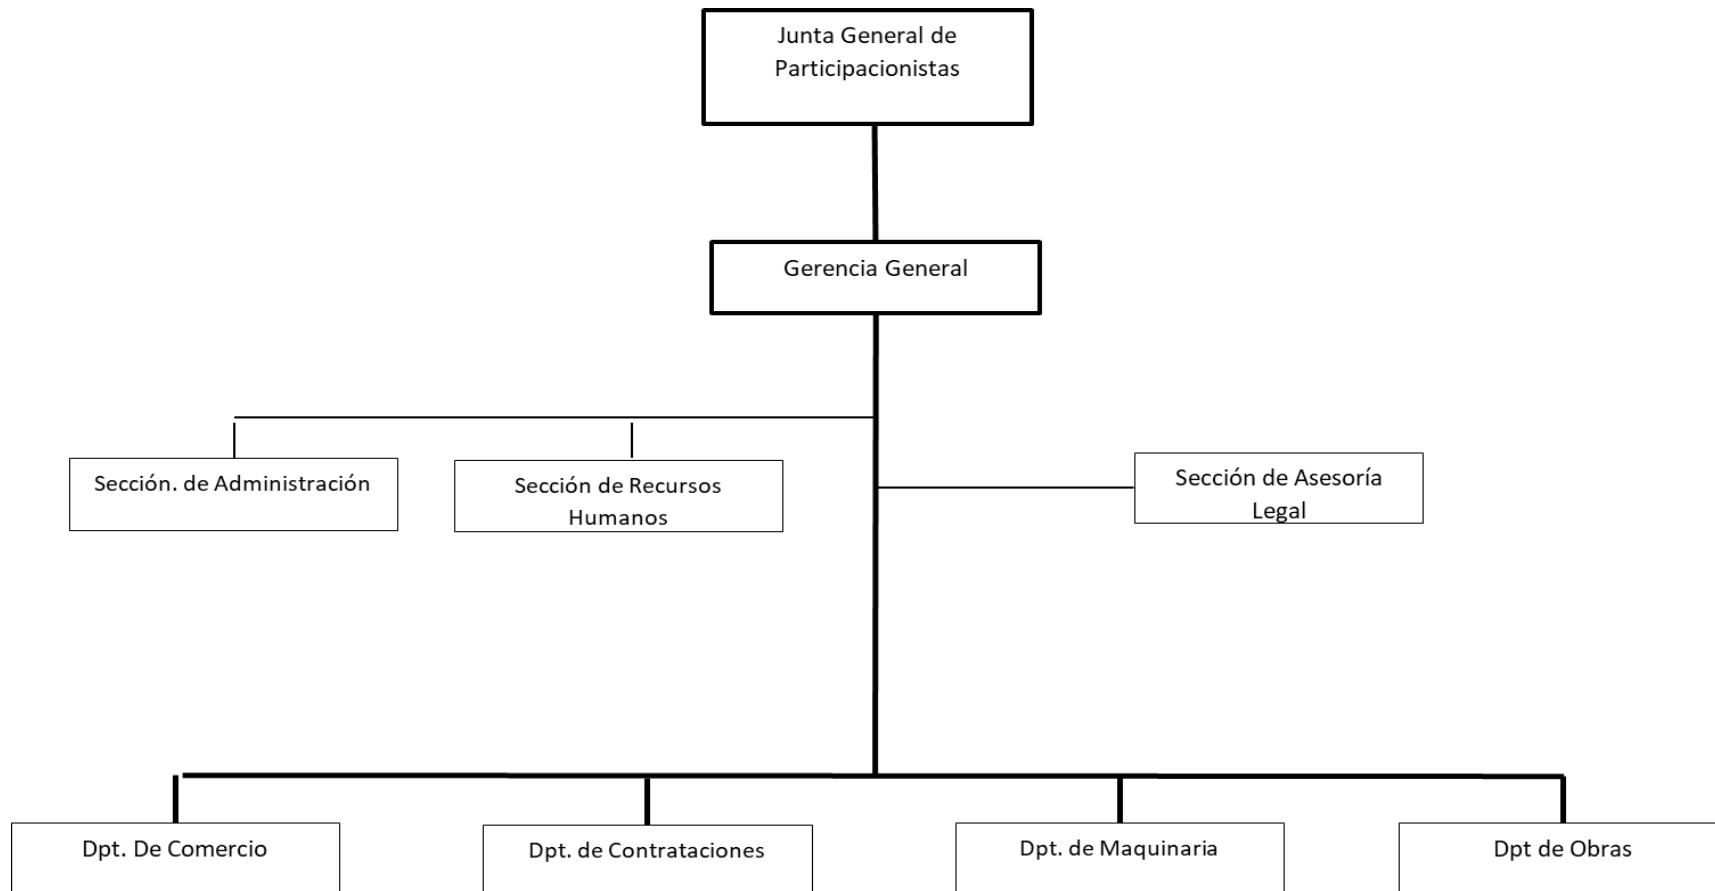 Junta General de
Participacionistas
Gerencia General
Sección. de Administración
Sección de Recursos
Humanos
Sección de Asesoría
Legal
Dpt. De Comercio
Dpt. de Contrataciones
Dpt. de Maquinaria
Dpt de Obras